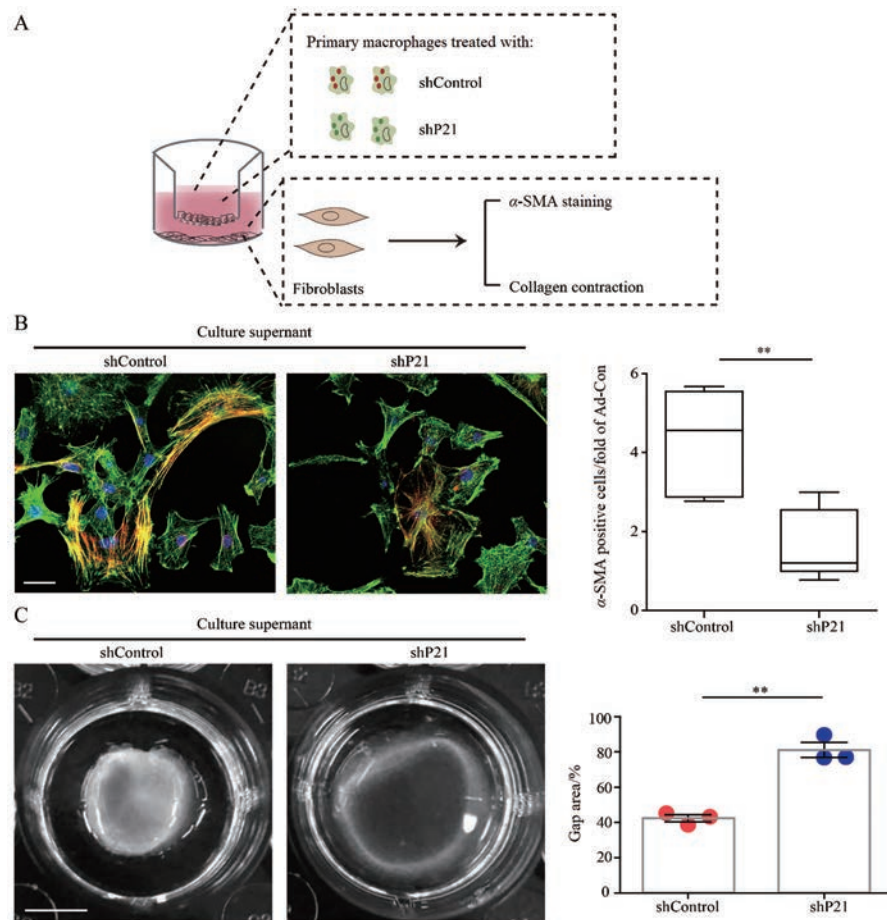 A
Primary macrophages treated with:
shControl
shP21
α-SMA staining
Fibroblasts
Collagen contraction
B
Culture supernant
shControl
shP21
**
α-SMA positive cells/fold of Ad-Con
6
4
2
0
shControl
shP21
C
Culture supernant
shControl
shP21
**
Gap area/%
100
80
60
40
20
0
shControl
shP21